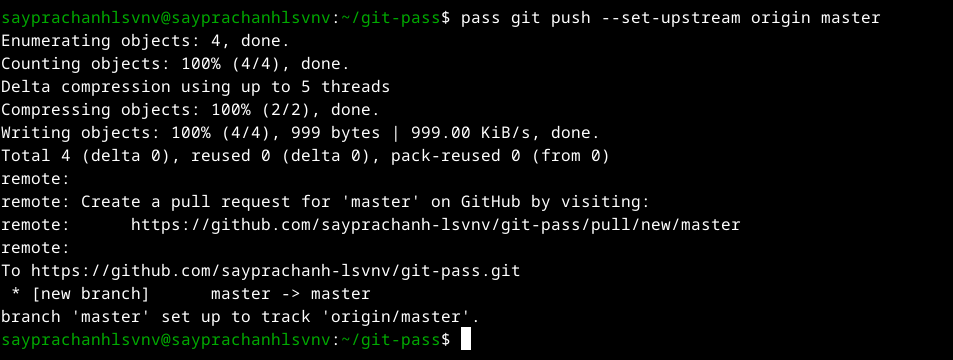 sayprachanhlsvnv@sayprachanhlsvnv:~/git-pass$ pass git push --set-upstream origin master
Enumerating objects: 4, done.
Counting objects: 100% (4/4), done.
Delta compression using up to 5 threads
Compressing objects: 100% (2/2), done.
Writing objects: 100% (4/4), 999 bytes | 999.00 KiB/s, done.
Total 4 (delta 0), reused 0 (delta 0), pack-reused 0 (from 0)
remote:
remote: Create a pull request for 'master' on GitHub by visiting:
remote:      https://github.com/sayprachanh-lsvnv/git-pass/pull/new/master
remote:
To https://github.com/sayprachanh-lsvnv/git-pass.git
 * [new branch]      master -> master
branch 'master' set up to track 'origin/master'.
sayprachanhlsvnv@sayprachanhlsvnv:~/git-pass$